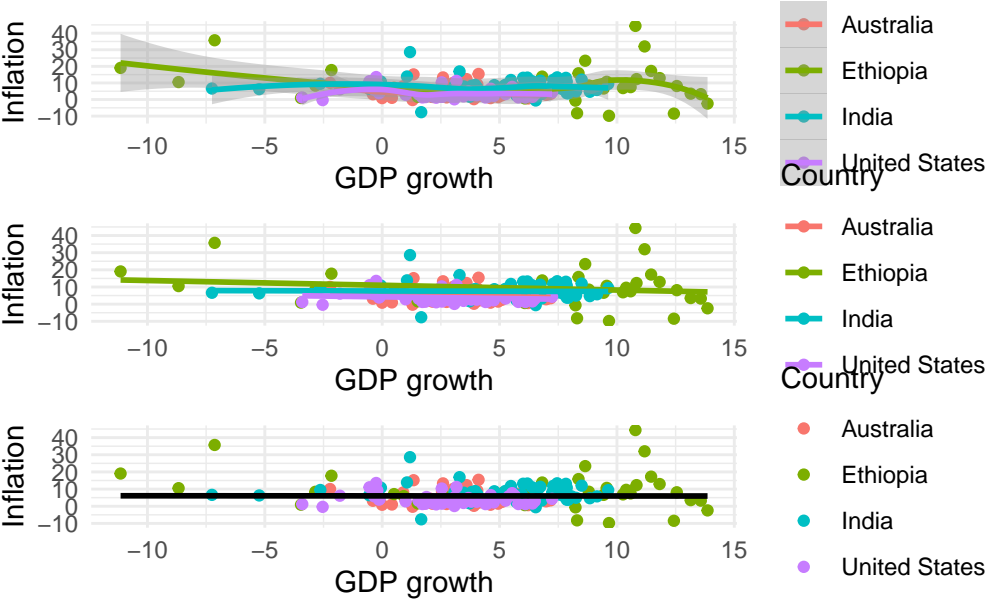 Inflation
40
30
20
10
0
−10
−10 −5 0 5 10 15
GDP growth
Australia
Ethiopia
India
United States
Country
Inflation
40
30
20
10
0
−10
−10 −5 0 5 10 15
GDP growth
Australia
Ethiopia
India
United States
Country
Inflation
40
30
20
10
0
−10
−10 −5 0 5 10 15
GDP growth
Australia
Ethiopia
India
United States